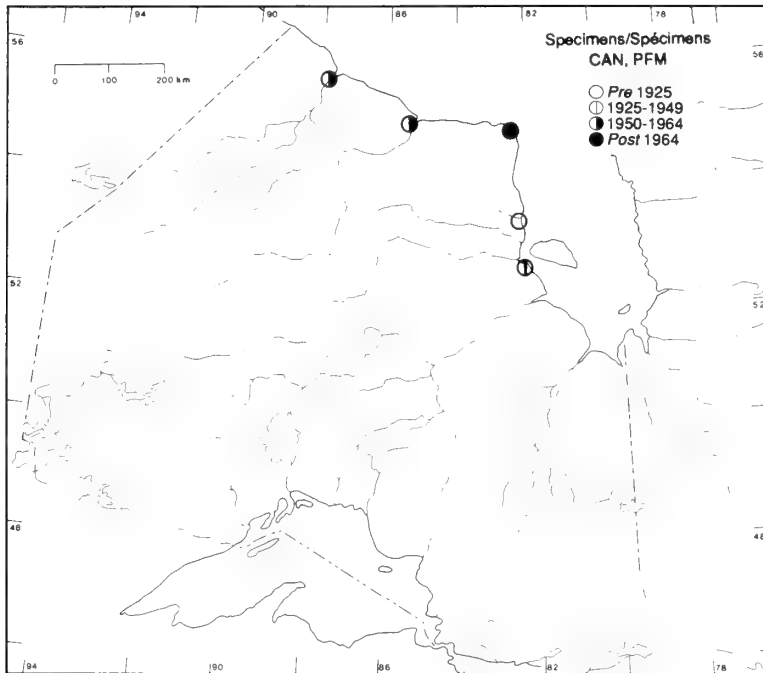 94 90 86 82 78
56 56
Specimens/Spécimens
CAN, PFM
0 100 200 km
Pre 1925
1925-1949
1950-1964
Post 1964
52 52
48 48
94 90 86 82 78